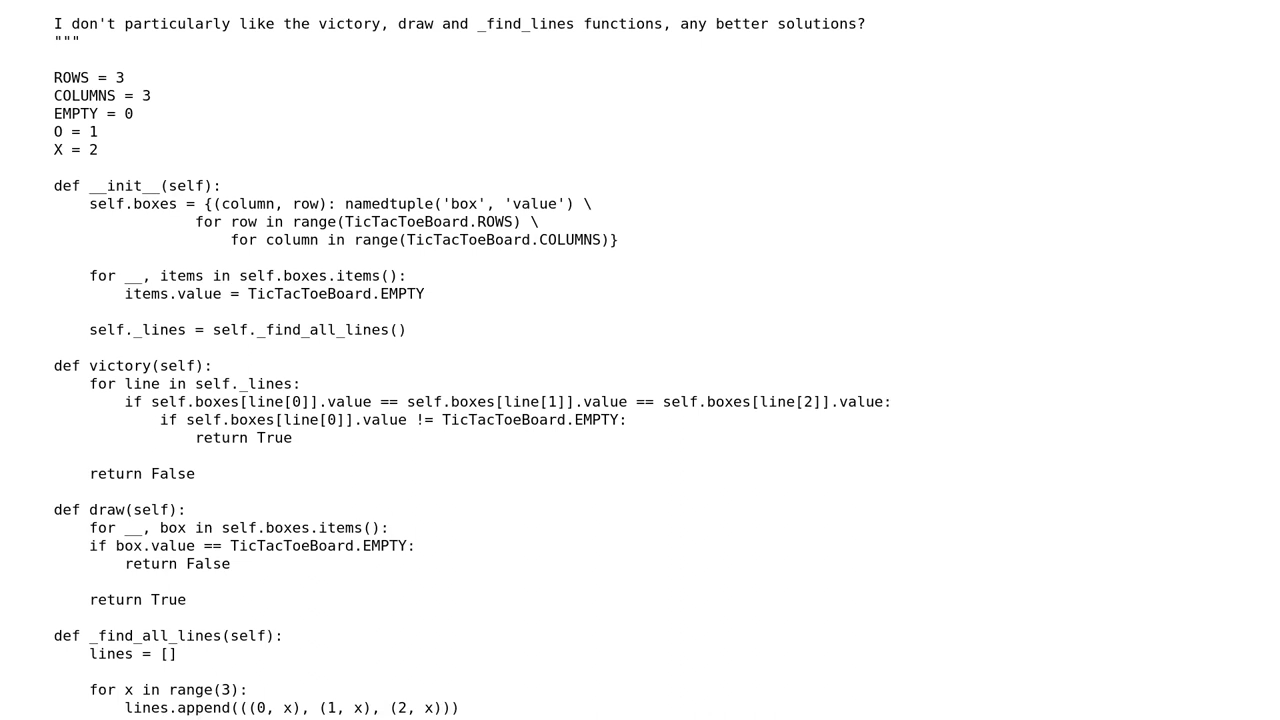 I don't particularly like the victory, draw and _find_lines functions, any better solutions?
"""
ROWS = 3
COLUMNS = 3
EMPTY = 0
O = 1
X = 2
def __init__(self):
self.boxes = {(column, row): namedtuple('box', 'value') \
for row in range(TicTacToeBoard.ROWS) \
for column in range(TicTacToeBoard.COLUMNS)}
for __, items in self.boxes.items():
items.value = TicTacToeBoard.EMPTY
self._lines = self._find_all_lines()
def victory(self):
for line in self._lines:
if self.boxes[line[0]].value == self.boxes[line[1]].value == self.boxes[line[2]].value:
if self.boxes[line[0]].value != TicTacToeBoard.EMPTY:
return True
return False
def draw(self):
for __, box in self.boxes.items():
if box.value == TicTacToeBoard.EMPTY:
return False
return True
def _find_all_lines(self):
lines = []
for x in range(3):
lines.append(((0, x), (1, x), (2, x)))